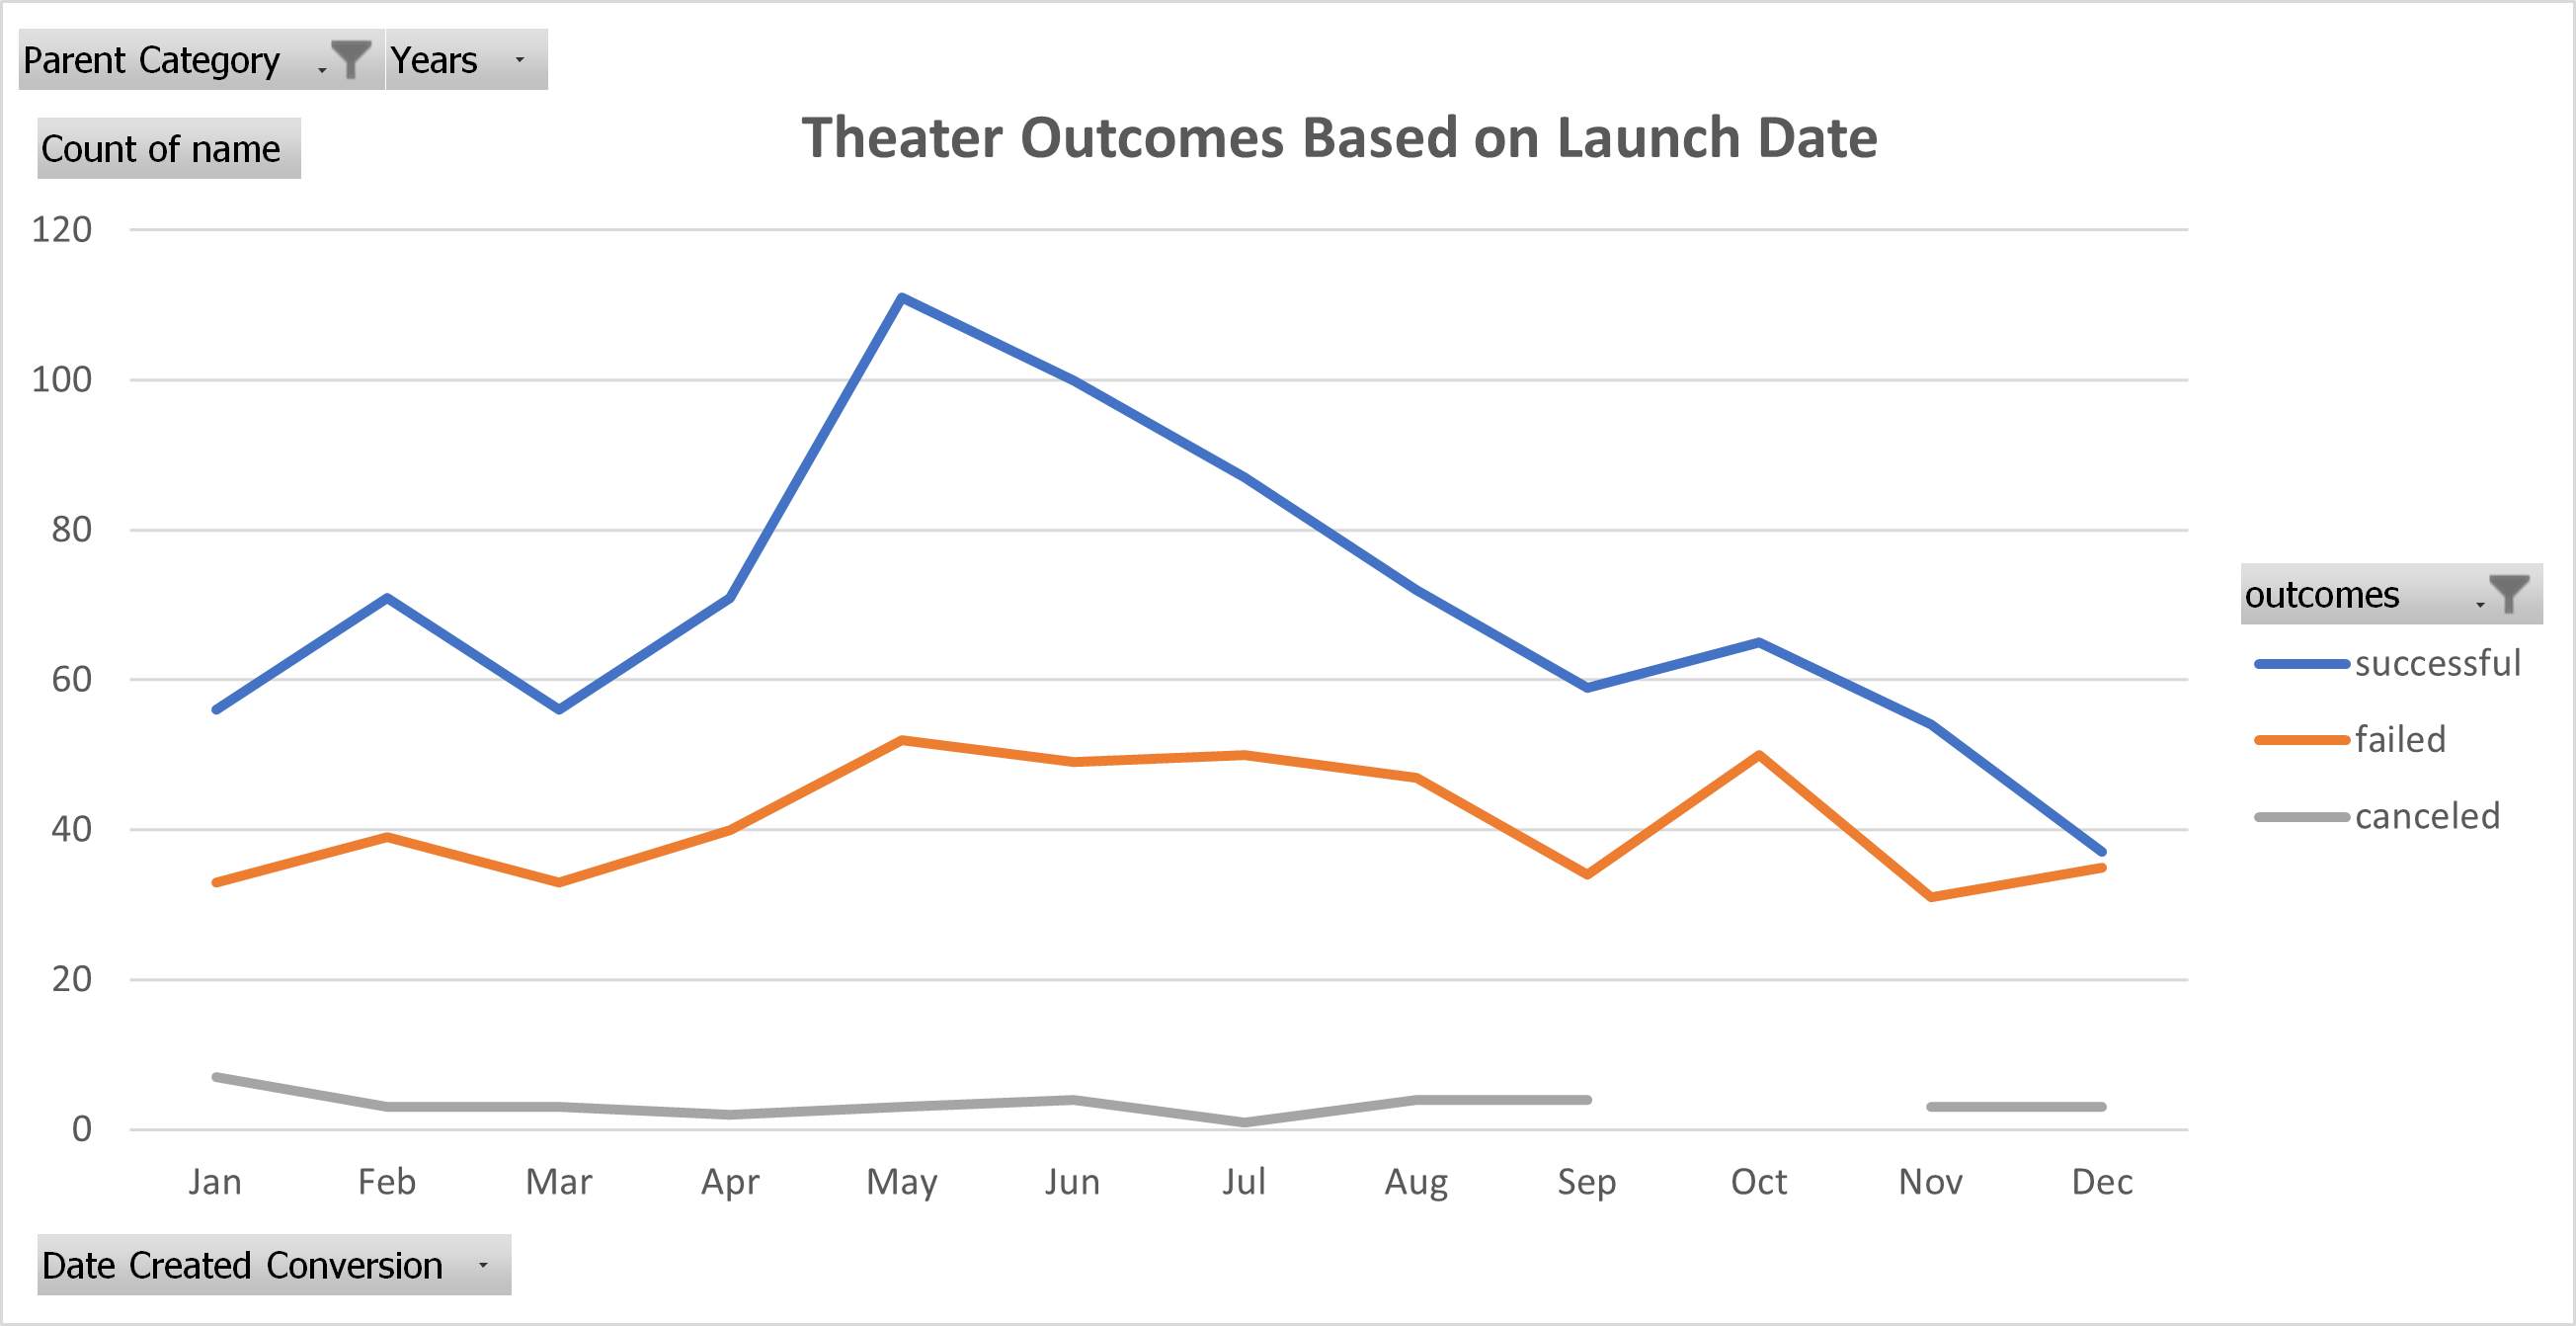 Parent Category Years
Count of name
Theater Outcomes Based on Launch Date
120
100
80
60
40
20
0
Jan Feb Mar Apr May Jun Jul Aug Sep Oct Nov Dec
outcomes
successful
failed
canceled
Date Created Conversion